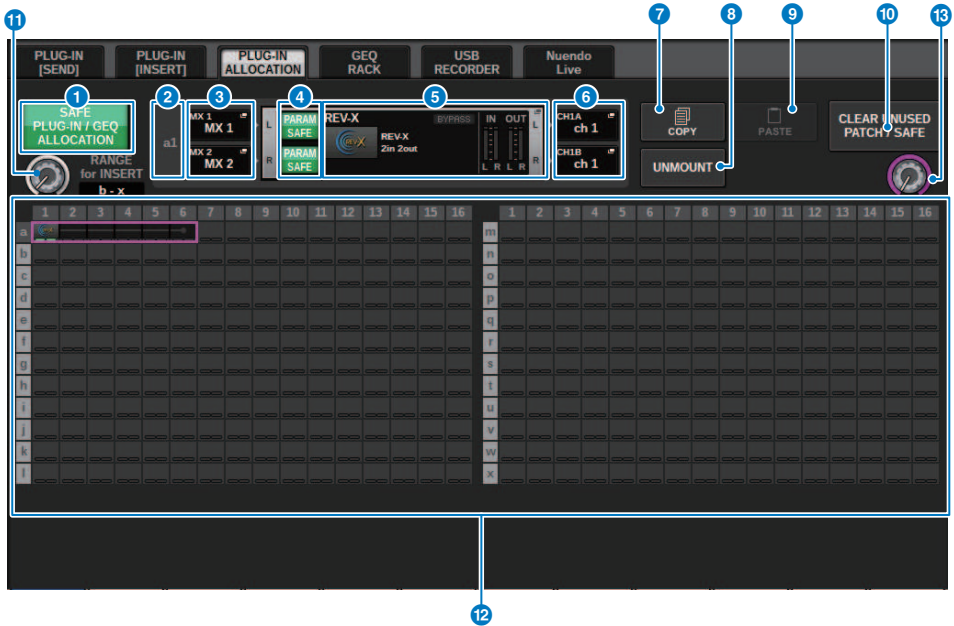 11
7
8
9
10
13
PLUG-IN [SEND]
PLUG-IN [INSERT]
PLUG-IN ALLOCATION
GEQ RACK
USB RECORDER
Nuendo Live
1
2
3
4
5
6
SAFE
PLUG-IN / GEQ
ALLOCATION
RANGE
for INSERT
b - x
a1
MX 1
MX 1
MX 2
MX 2
L
R
PARAM SAFE
PARAM SAFE
REV-X
BYPASS
REV-X
REV-X
2in 2out
IN OUT
L R L R
L
R
CH1A
ch 1
CH1B
ch 1
COPY
PASTE
UNMOUNT
CLEAR UNUSED
PATCH / SAFE
1 2 3 4 5 6 7 8 9 10 11 12 13 14 15 16
1 2 3 4 5 6 7 8 9 10 11 12 13 14 15 16
a m
b n
c o
d p
e q
f r
g s
h t
i u
j v
k w
l x
12